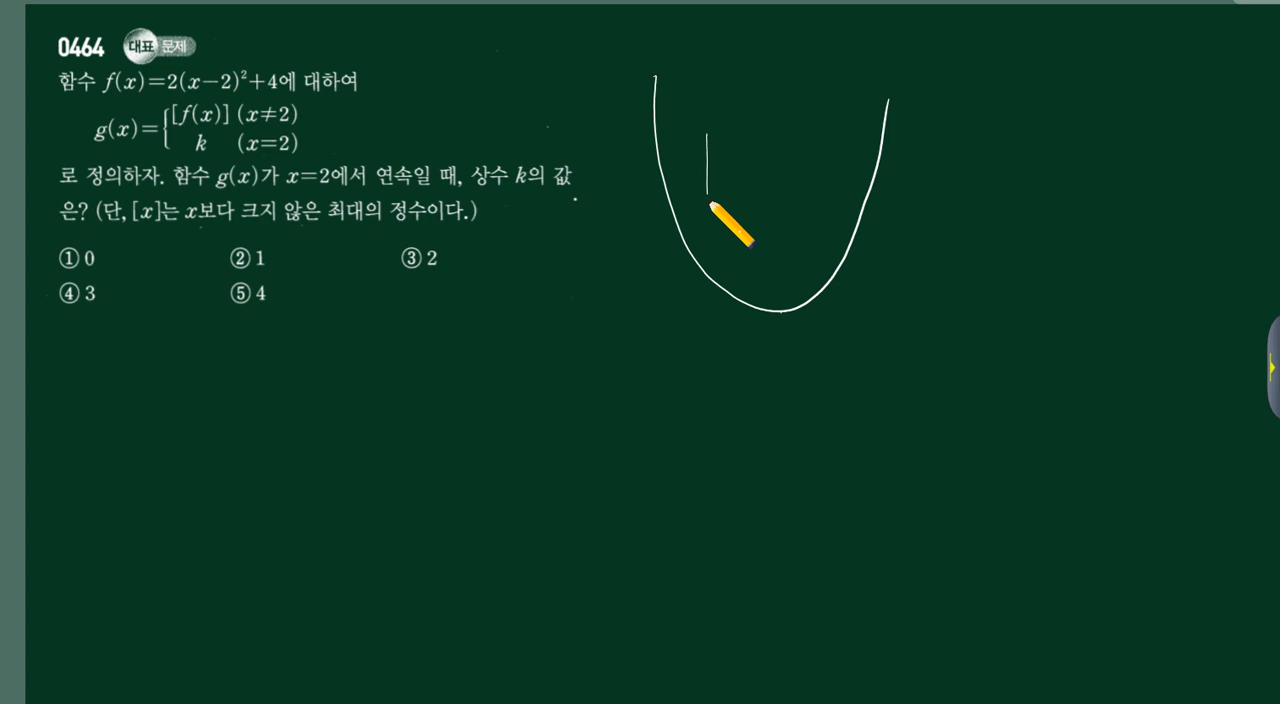 0464 대표 문제
함수 f(x)=2(x-2)²+4에 대하여
g(x)={[f(x)] (x≠2)
k (x=2)
로 정의하자. 함수 g(x)가 x=2에서 연속일 때, 상수 k의 값
은? (단, [x]는 x보다 크지 않은 최대의 정수이다.)
① 0 ② 1 ③ 2
④ 3 ⑤ 4